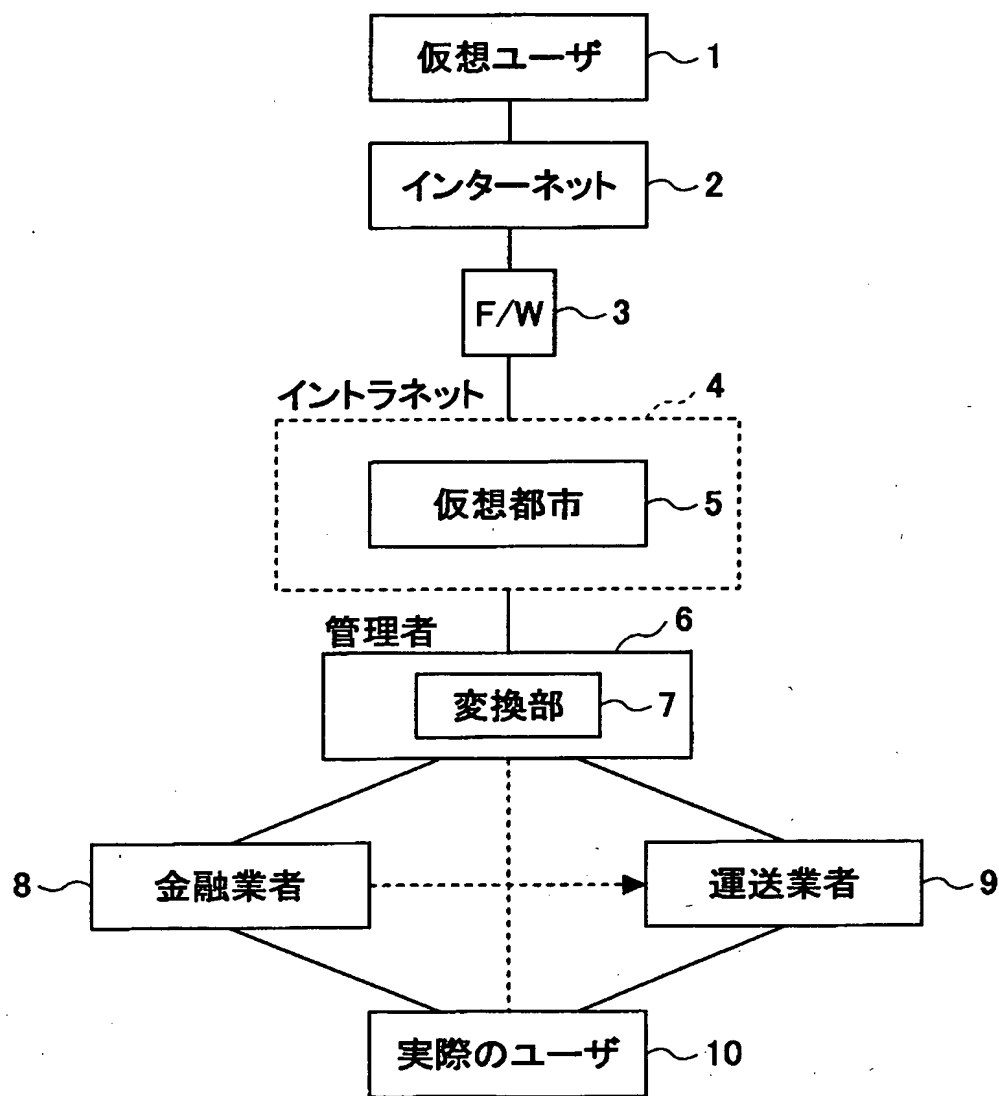 仮想ユーザ 1
インターネット 2
F/W 3
イントラネット 4
仮想都市 5
管理者 6
変換部 7
8 金融業者 運送業者 9
実際のユーザ 10